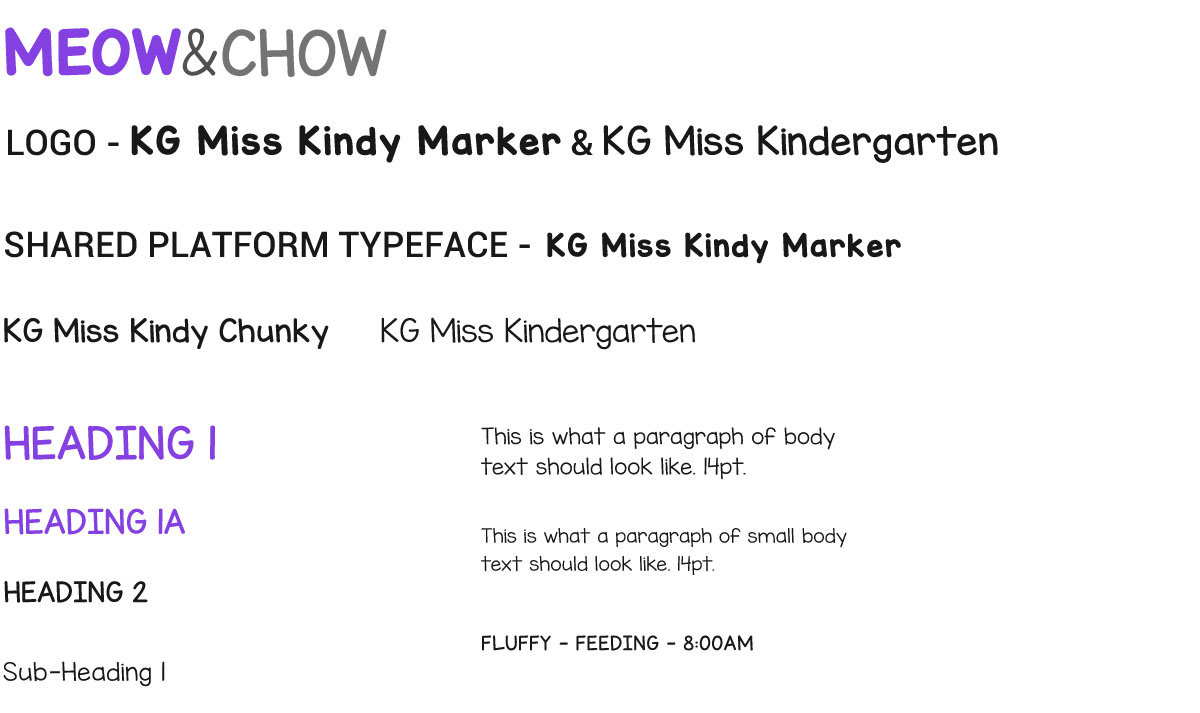 MEOW&CHOW
LOGO - KG Miss Kindy Marker & KG Miss Kindergarten
SHARED PLATFORM TYPEFACE - KG Miss Kindy Marker
KG Miss Kindy Chunky KG Miss Kindergarten
HEADING 1
HEADING 1A
HEADING 2
Sub-Heading 1
This is what a paragraph of body
text should look like. 14pt.
This is what a paragraph of small body
text should look like. 14pt.
FLUFFY - FEEDING - 8:00AM